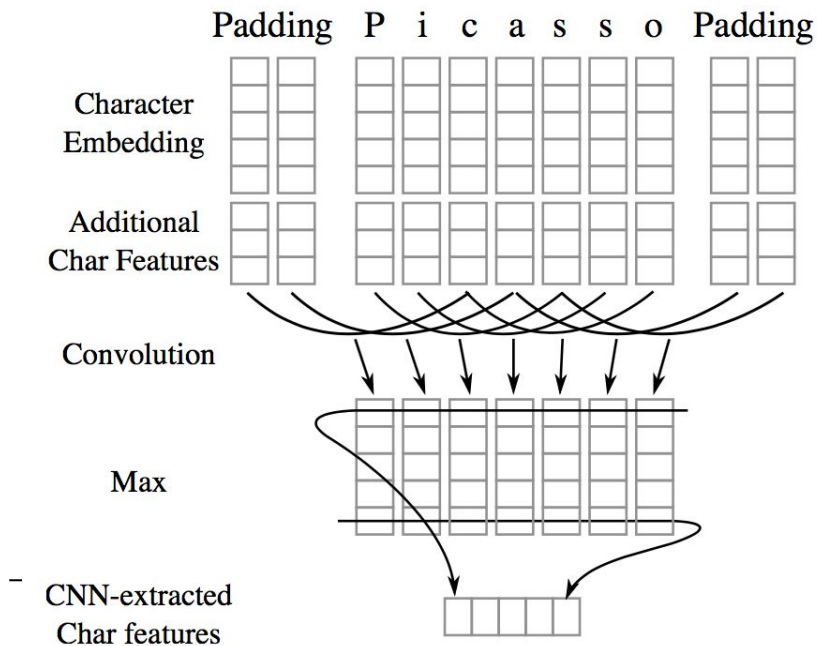 Padding P i c a s s o Padding
Character
Embedding
Additional
Char Features
Convolution
Max
CNN-extracted
Char features